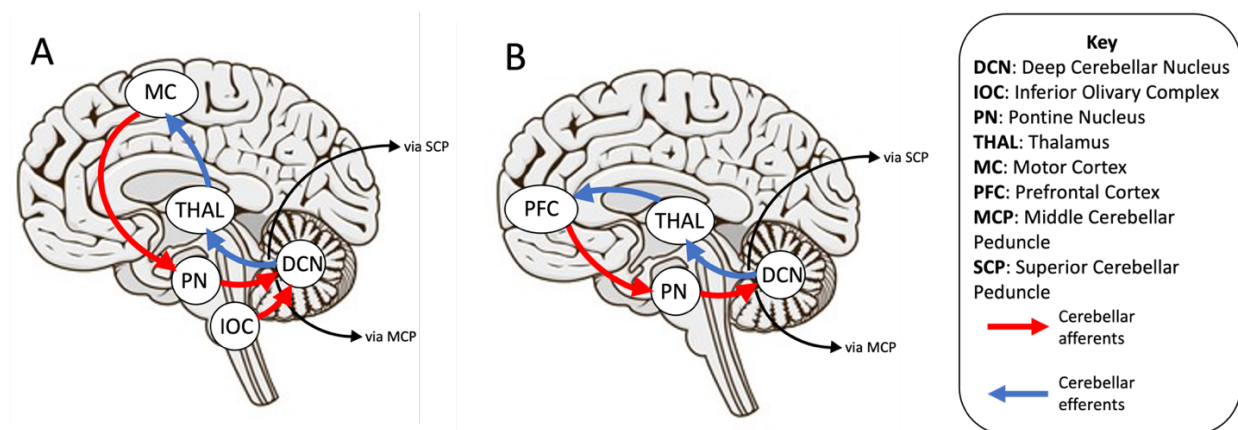 A
MC
via SCP
THAL
DCN
PN
IOC
via MCP
B
via SCP
PFC
THAL
DCN
PN
via MCP
Key
DCN: Deep Cerebellar Nucleus
IOC: Inferior Olivary Complex
PN: Pontine Nucleus
THAL: Thalamus
MC: Motor Cortex
PFC: Prefrontal Cortex
MCP: Middle Cerebellar
Peduncle
SCP: Superior Cerebellar
Peduncle
Cerebellar
afferents
Cerebellar
efferents